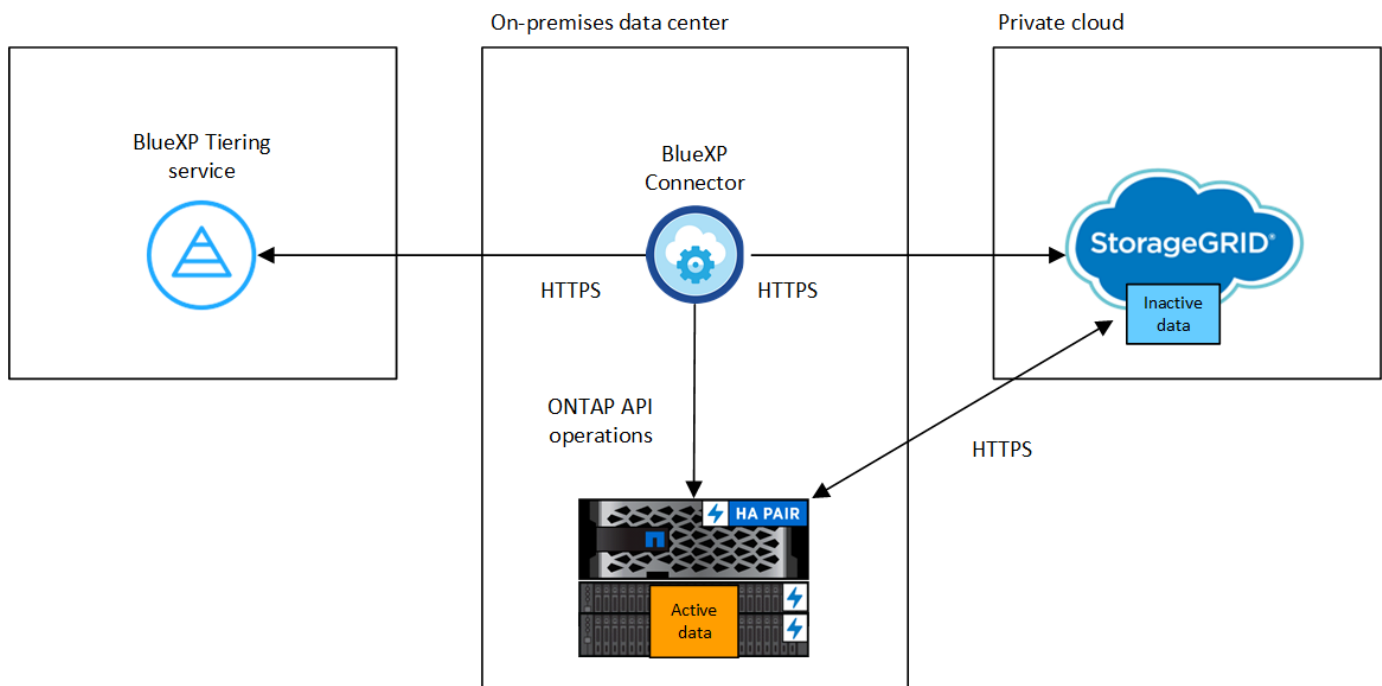 On-premises data center
Private cloud
BlueXP Tiering
service
BlueXP
Connector
StorageGRID®
Inactive
data
HTTPS
HTTPS
ONTAP API
operations
HTTPS
HA PAIR
Active
data